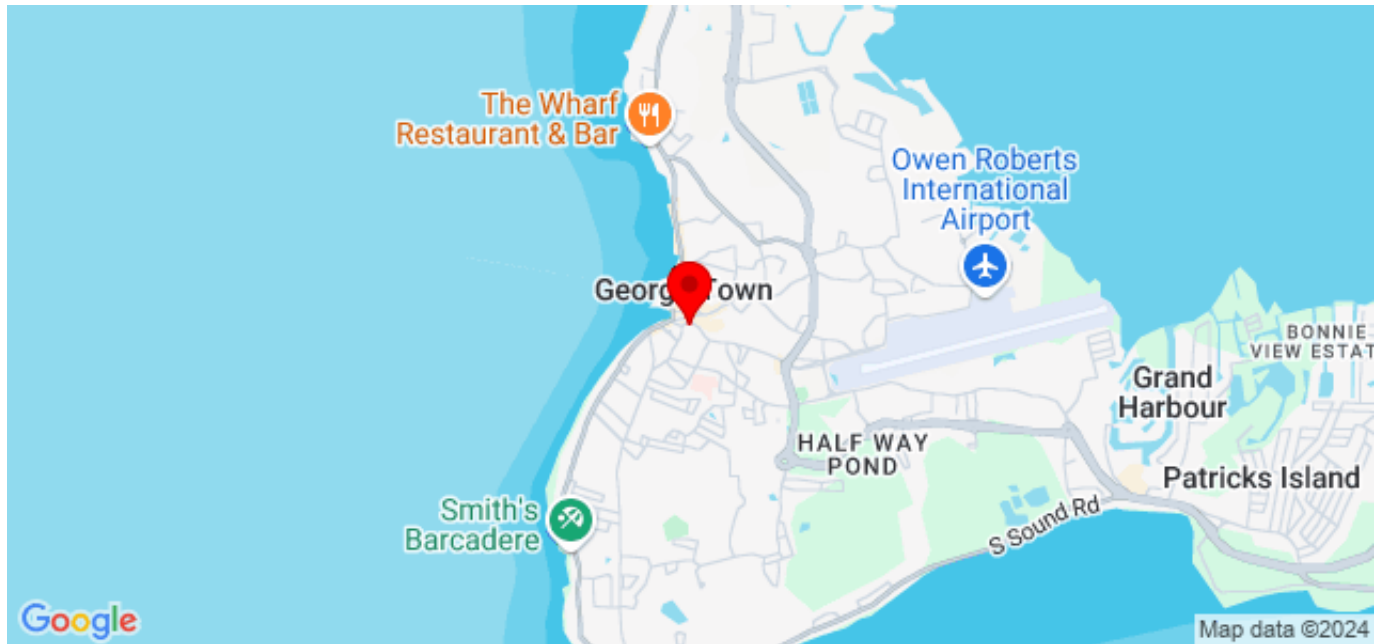 The Wharf
Restaurant & Bar
Owen Roberts
International
Airport
George Town
BONNIE
VIEW ESTAT
Grand
Harbour
HALF WAY
POND
Patricks Island
Smith's
Barcadere
S Sound Rd
Google
Map data ©2024